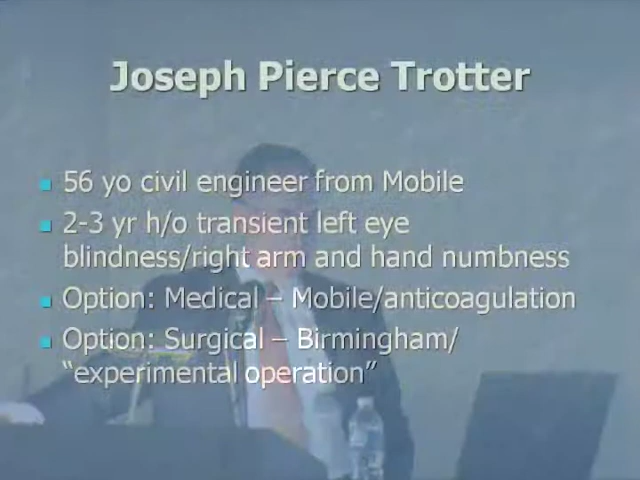 Joseph Pierce Trotter
56 yo civil engineer from Mobile
2-3 yr h/o transient left eye
blindness/right arm and hand numbness
Option: Medical – Mobile/anticoagulation
Option: Surgical – Birmingham/
“experimental operation”